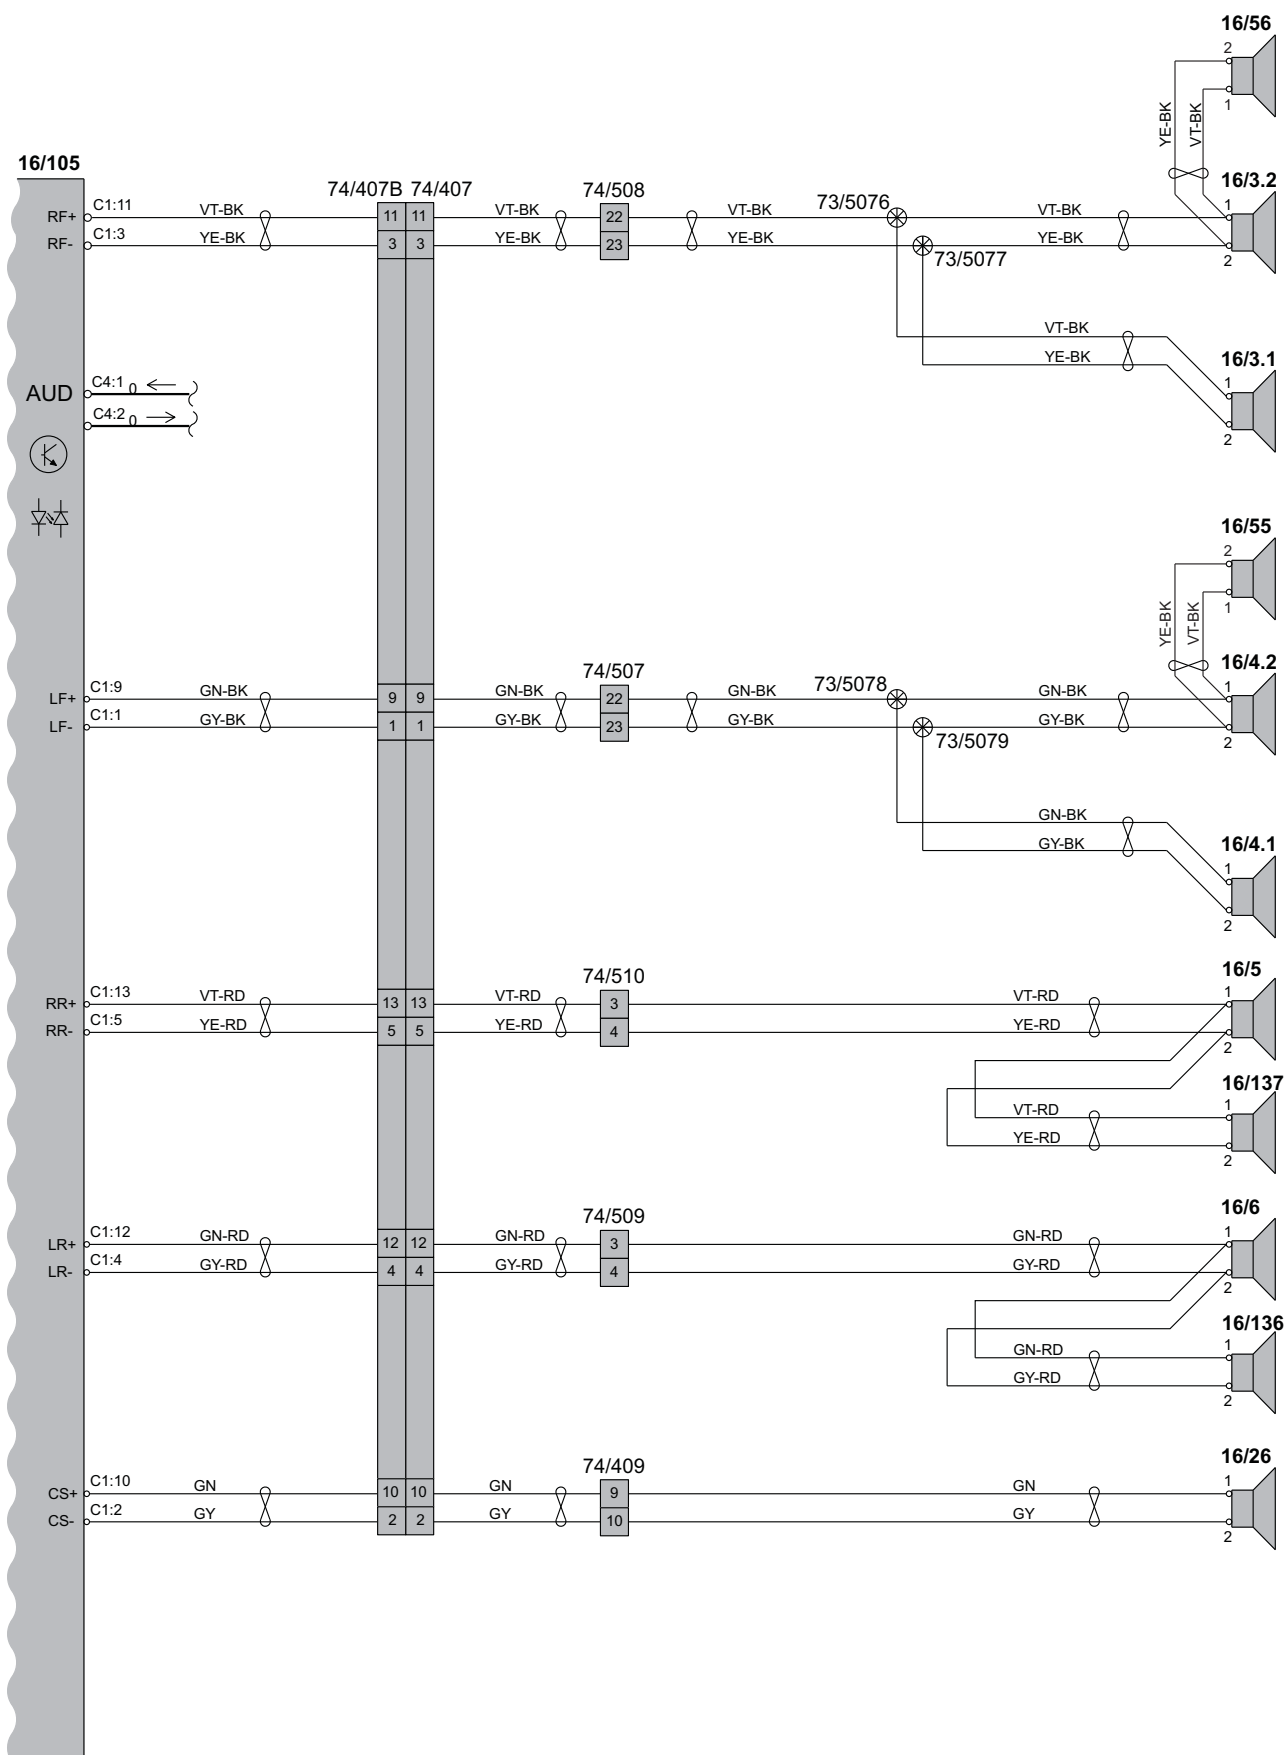 16/56
2
1
YE-BK
VT-BK
16/105
74/407B 74/407
74/508
73/5076
16/3.2
RF+ C1:11 VT-BK 11 11 VT-BK 22 VT-BK VT-BK 1
RF- C1:3 YE-BK 3 3 YE-BK 23 YE-BK YE-BK 2
73/5077
VT-BK
YE-BK
16/3.1
1
2
AUD
C4:1 0
C4:2 0
16/55
2
1
YE-BK
VT-BK
74/507
73/5078
16/4.2
LF+ C1:9 GN-BK 9 9 GN-BK 22 GN-BK GN-BK 1
LF- C1:1 GY-BK 1 1 GY-BK 23 GY-BK GY-BK 2
73/5079
GN-BK
GY-BK
16/4.1
1
2
74/510
16/5
RR+ C1:13 VT-RD 13 13 VT-RD 3 VT-RD 1
RR- C1:5 YE-RD 5 5 YE-RD 4 YE-RD 2
16/137
VT-RD 1
YE-RD 2
74/509
16/6
LR+ C1:12 GN-RD 12 12 GN-RD 3 GN-RD 1
LR- C1:4 GY-RD 4 4 GY-RD 4 GY-RD 2
16/136
GN-RD 1
GY-RD 2
74/409
16/26
CS+ C1:10 GN 10 10 GN 9 GN 1
CS- C1:2 GY 2 2 GY 10 GY 2